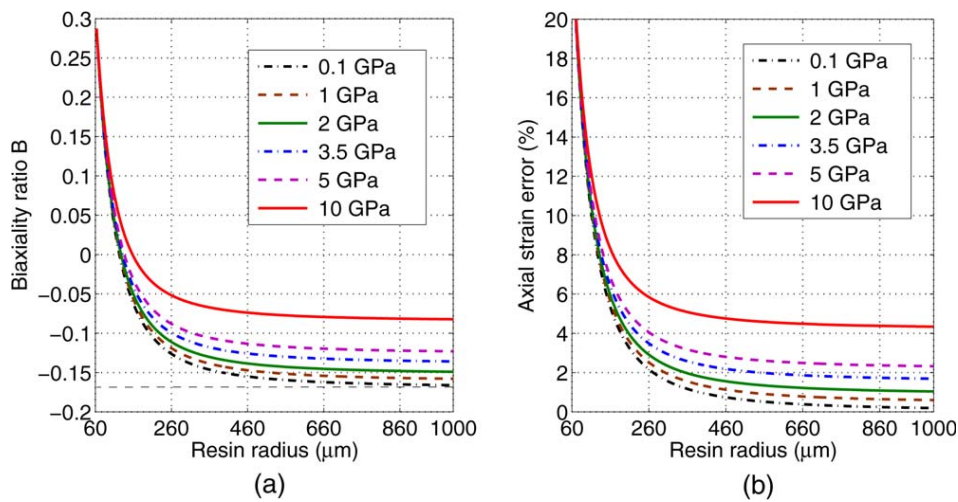 0.3
0.25
0.2
0.15
0.1
0.05
0
−0.05
−0.1
−0.15
−0.2
Biaxiality ratio B
0.1 GPa
1 GPa
2 GPa
3.5 GPa
5 GPa
10 GPa
60 260 460 660 860 1000
Resin radius (μm)
(a)
20
18
16
14
12
10
8
6
4
2
0
Axial strain error (%)
0.1 GPa
1 GPa
2 GPa
3.5 GPa
5 GPa
10 GPa
60 260 460 660 860 1000
Resin radius (μm)
(b)